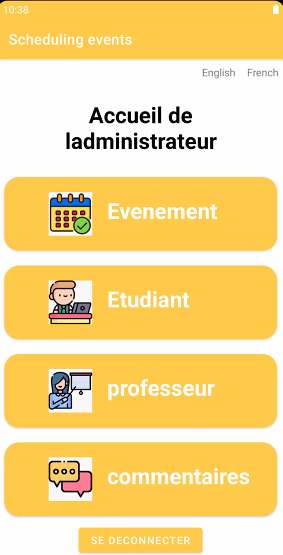 10:38
Scheduling events
English French
Accueil de
ladministrateur
Evenement
Etudiant
professeur
commentaires
SE DECONNECTER